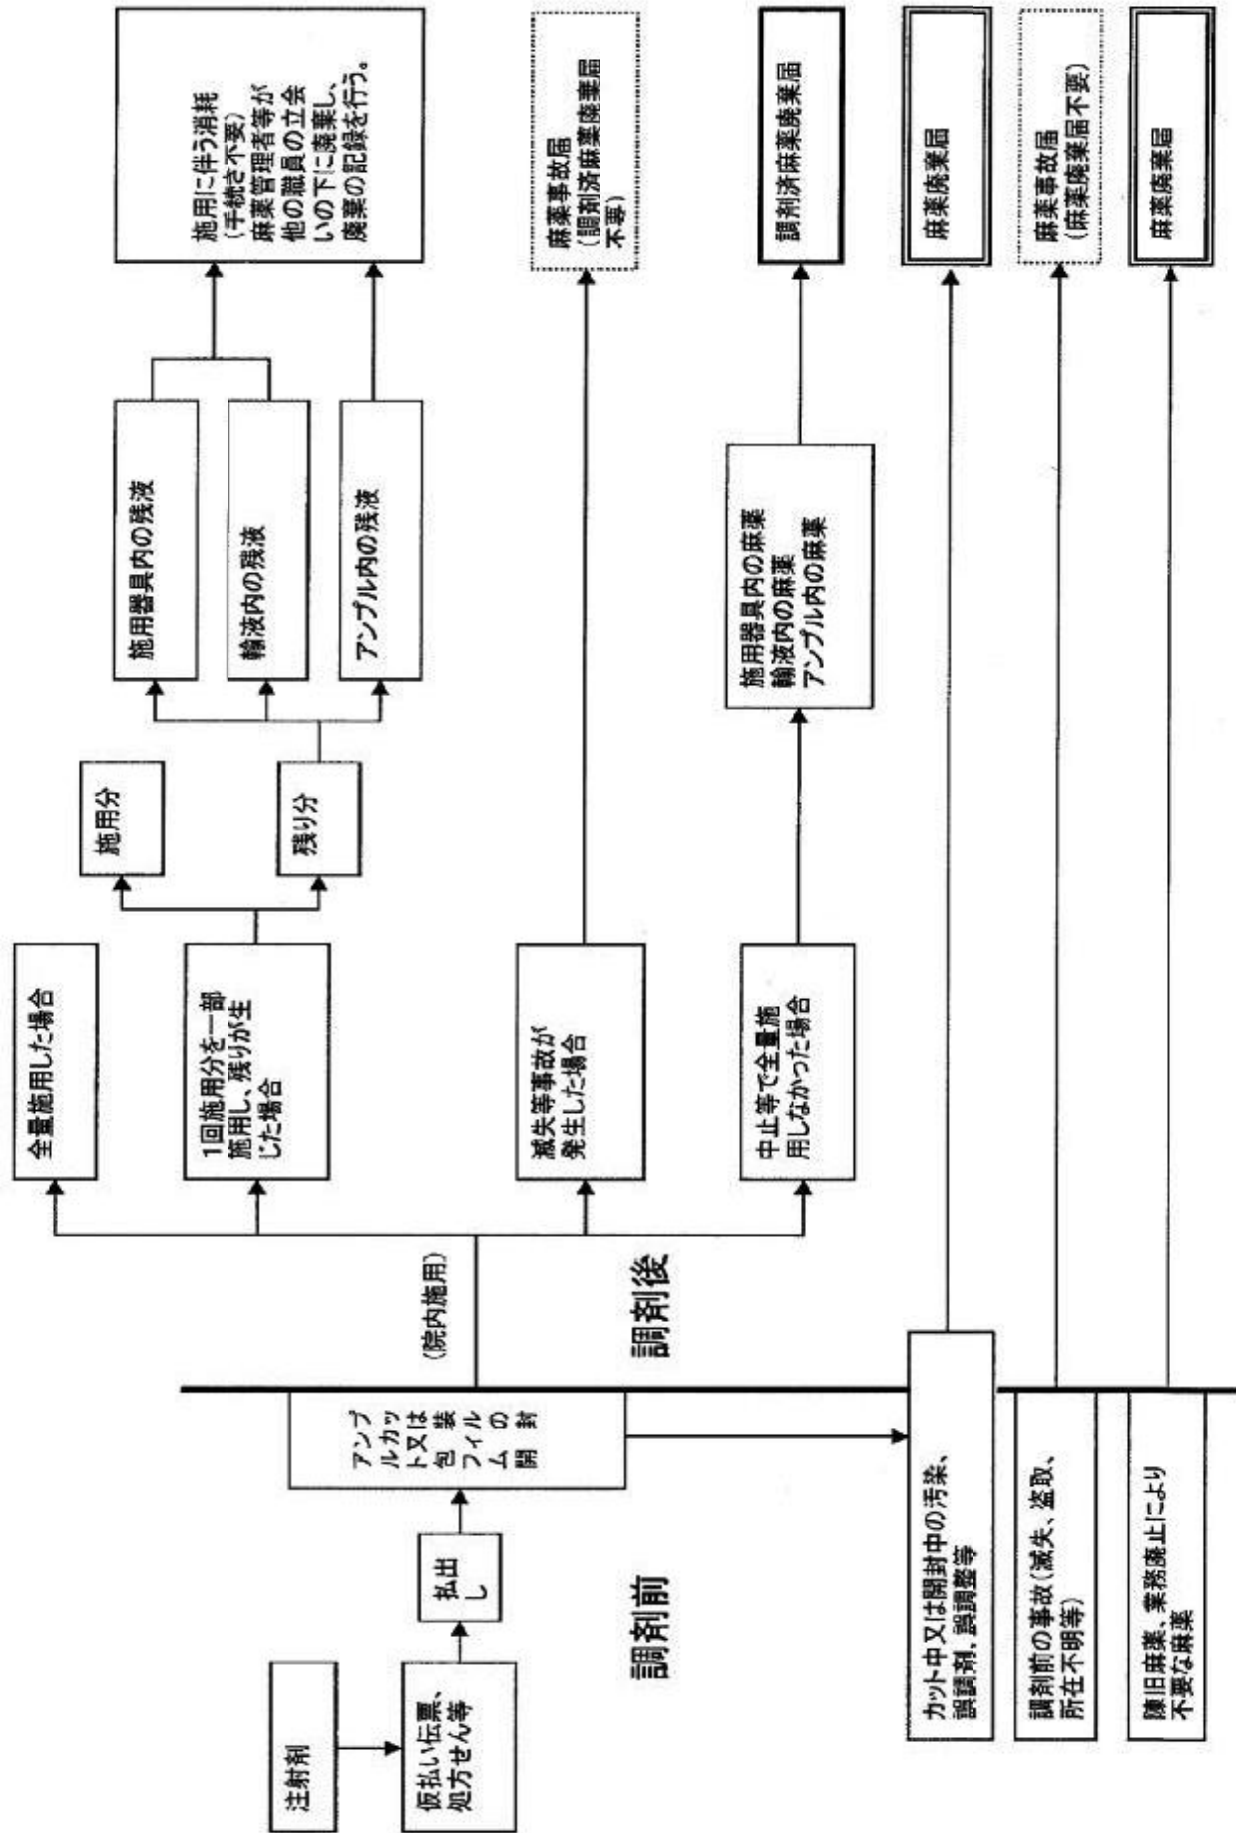 注射剤
仮払い伝票、
処方せん等
払出
し
アンプ
ルカッ
ト又は
包装
フィル
ムの
開封
調剤前
調剤後
(院内施用)
全量施用した場合
1回施用分を一部
施用し、残りが生
じた場合
施用分
残り分
施用器具内の残液
輸液内の残液
アンプル内の残液
施用に伴う消耗
(手続き不要)
麻薬管理者等が
他の職員の立会
いの下に廃棄し、
廃棄の記録を行う。
滅失等事故が
発生した場合
麻薬事故届
(調剤済麻薬廃棄届
不要)
中止等で全量施
用しなかった場合
施用器具内の麻薬
輸液内の麻薬
アンプル内の麻薬
調剤済麻薬廃棄届
カット中又は開封中の汚染、
誤調剤、誤調整等
麻薬廃棄届
調剤前の事故(滅失、盗取、
所在不明等)
麻薬事故届
(麻薬廃棄届不要)
陳旧麻薬、業務廃止により
不要な麻薬
麻薬廃棄届